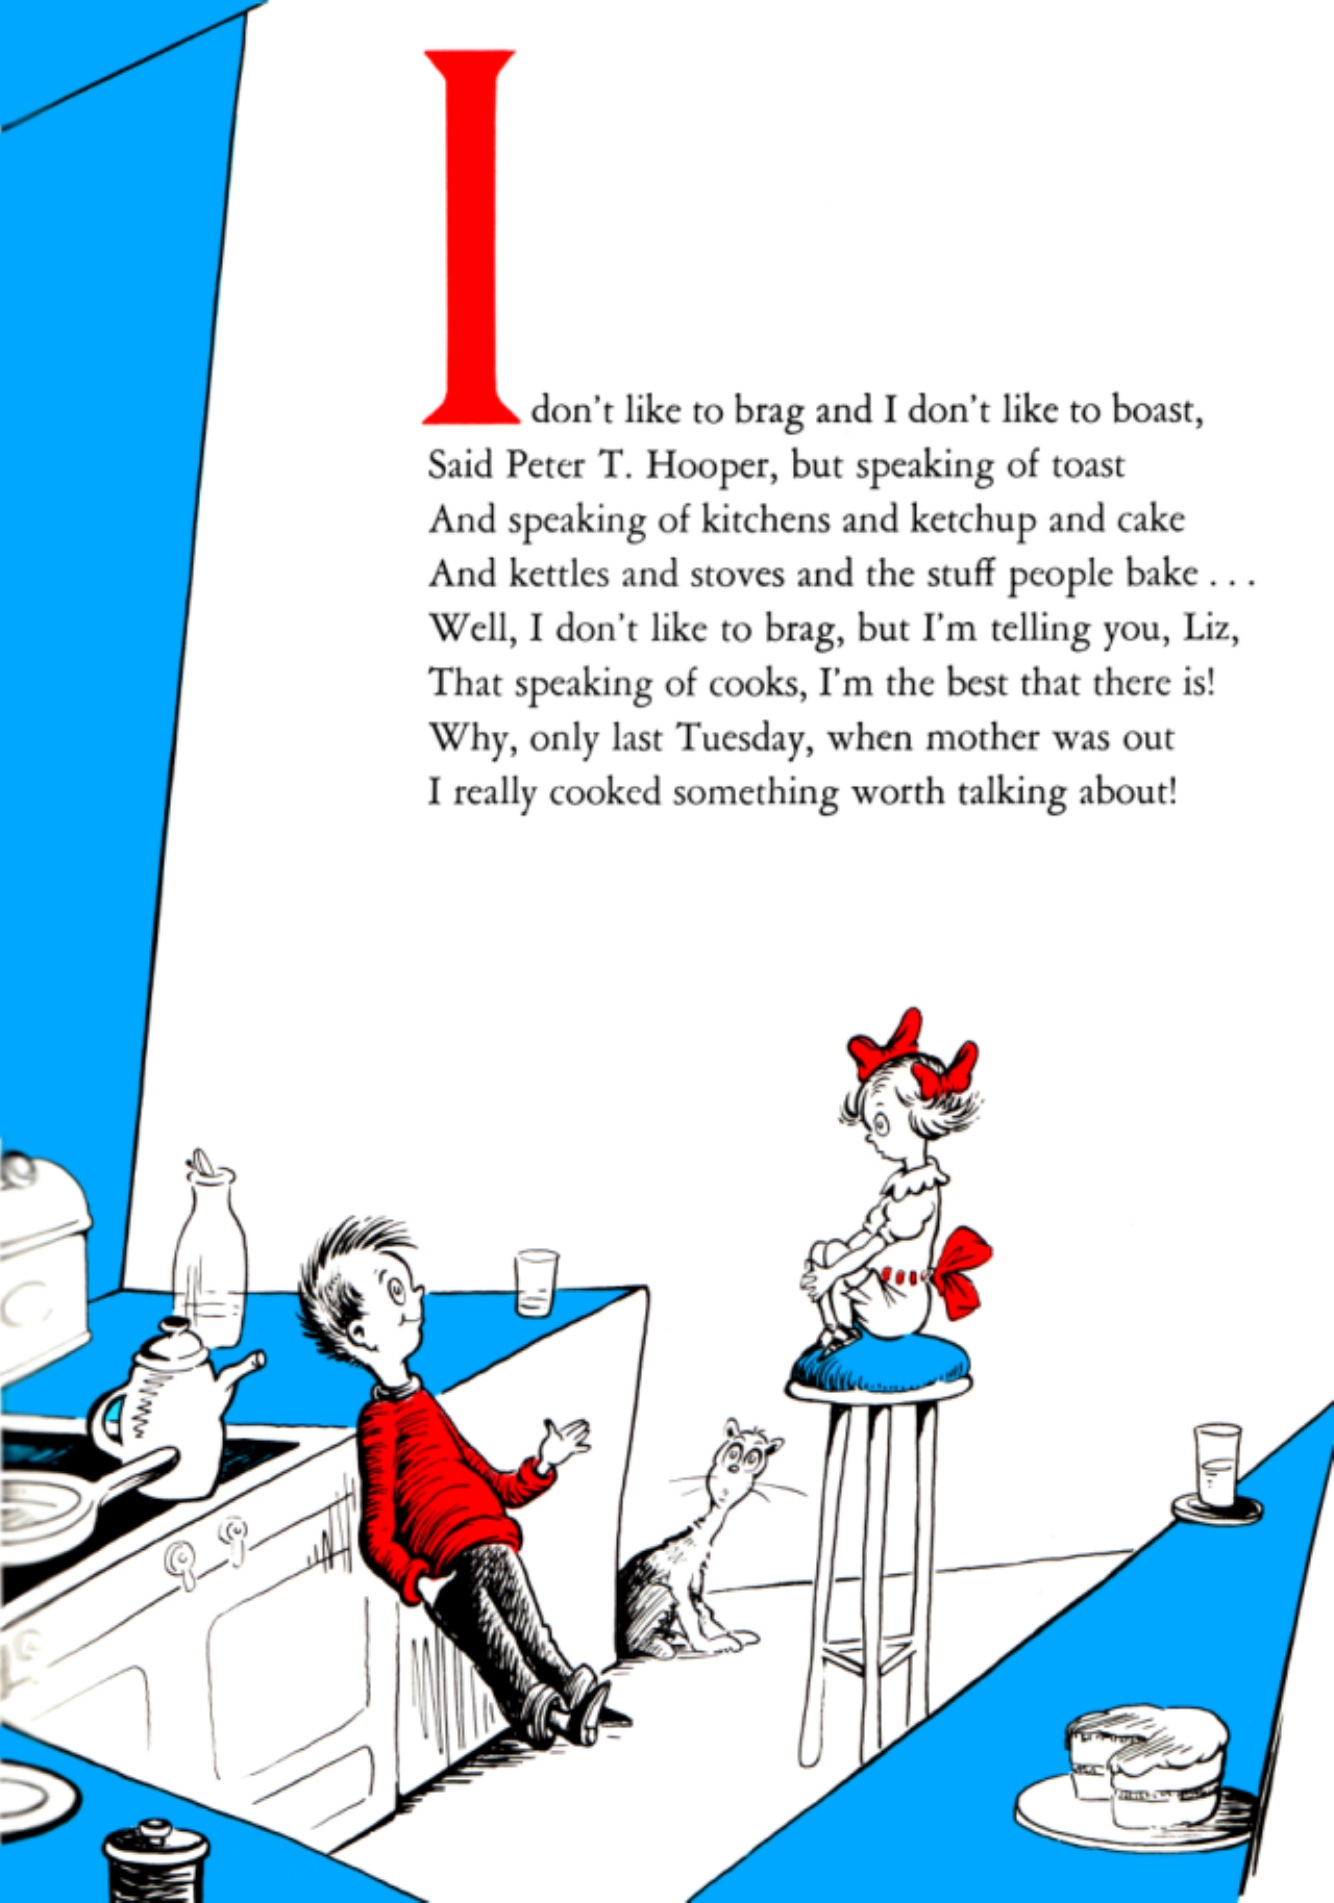 I don't like to brag and I don't like to boast,
Said Peter T. Hooper, but speaking of toast
And speaking of kitchens and ketchup and cake
And kettles and stoves and the stuff people bake . . .
Well, I don't like to brag, but I'm telling you, Liz,
That speaking of cooks, I'm the best that there is!
Why, only last Tuesday, when mother was out
I really cooked something worth talking about!